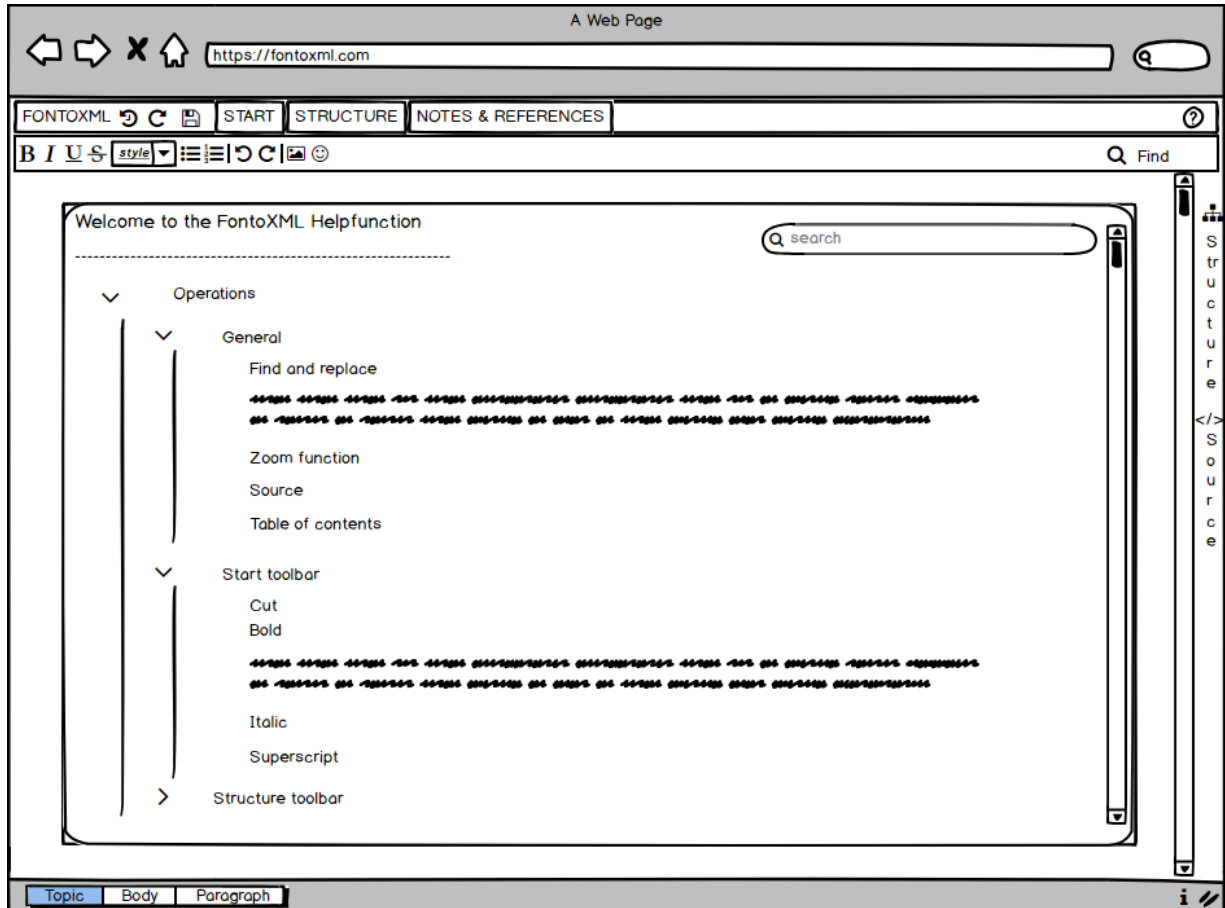 A Web Page
https://fontoxml.com
FONTOXML START STRUCTURE NOTES & REFERENCES
B I U S style Find
Welcome to the FontoXML Helpfunction
search
Operations
General
Find and replace
Zoom function
Source
Table of contents
Start toolbar
Cut
Bold
Italic
Superscript
Structure toolbar
Structure
</>
Source
Topic Body Paragraph i